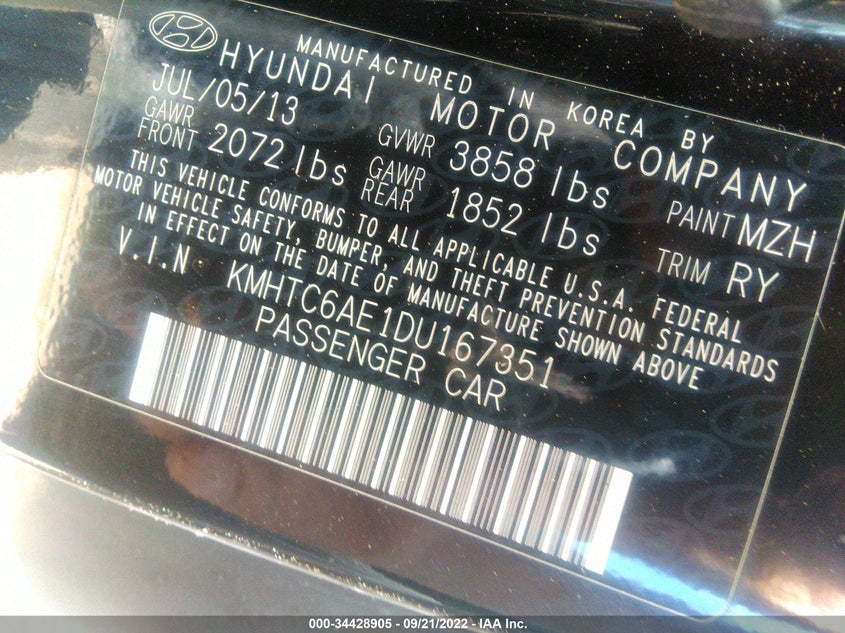 MANUFACTURED IN KOREA BY
HYUNDAI MOTOR COMPANY
JUL/05/13 GVWR 3858 lbs PAINT MZH
GAWR FRONT 2072 lbs GAWR REAR 1852 lbs TRIM RY
THIS VEHICLE CONFORMS TO ALL APPLICABLE U.S.A. FEDERAL
MOTOR VEHICLE SAFETY, BUMPER, AND THEFT PREVENTION STANDARDS
IN EFFECT ON THE DATE OF MANUFACTURE SHOWN ABOVE
V.I.N KMHTC6AE1DU167351
PASSENGER CAR
000-34428905 - 09/21/2022 - IAA Inc.